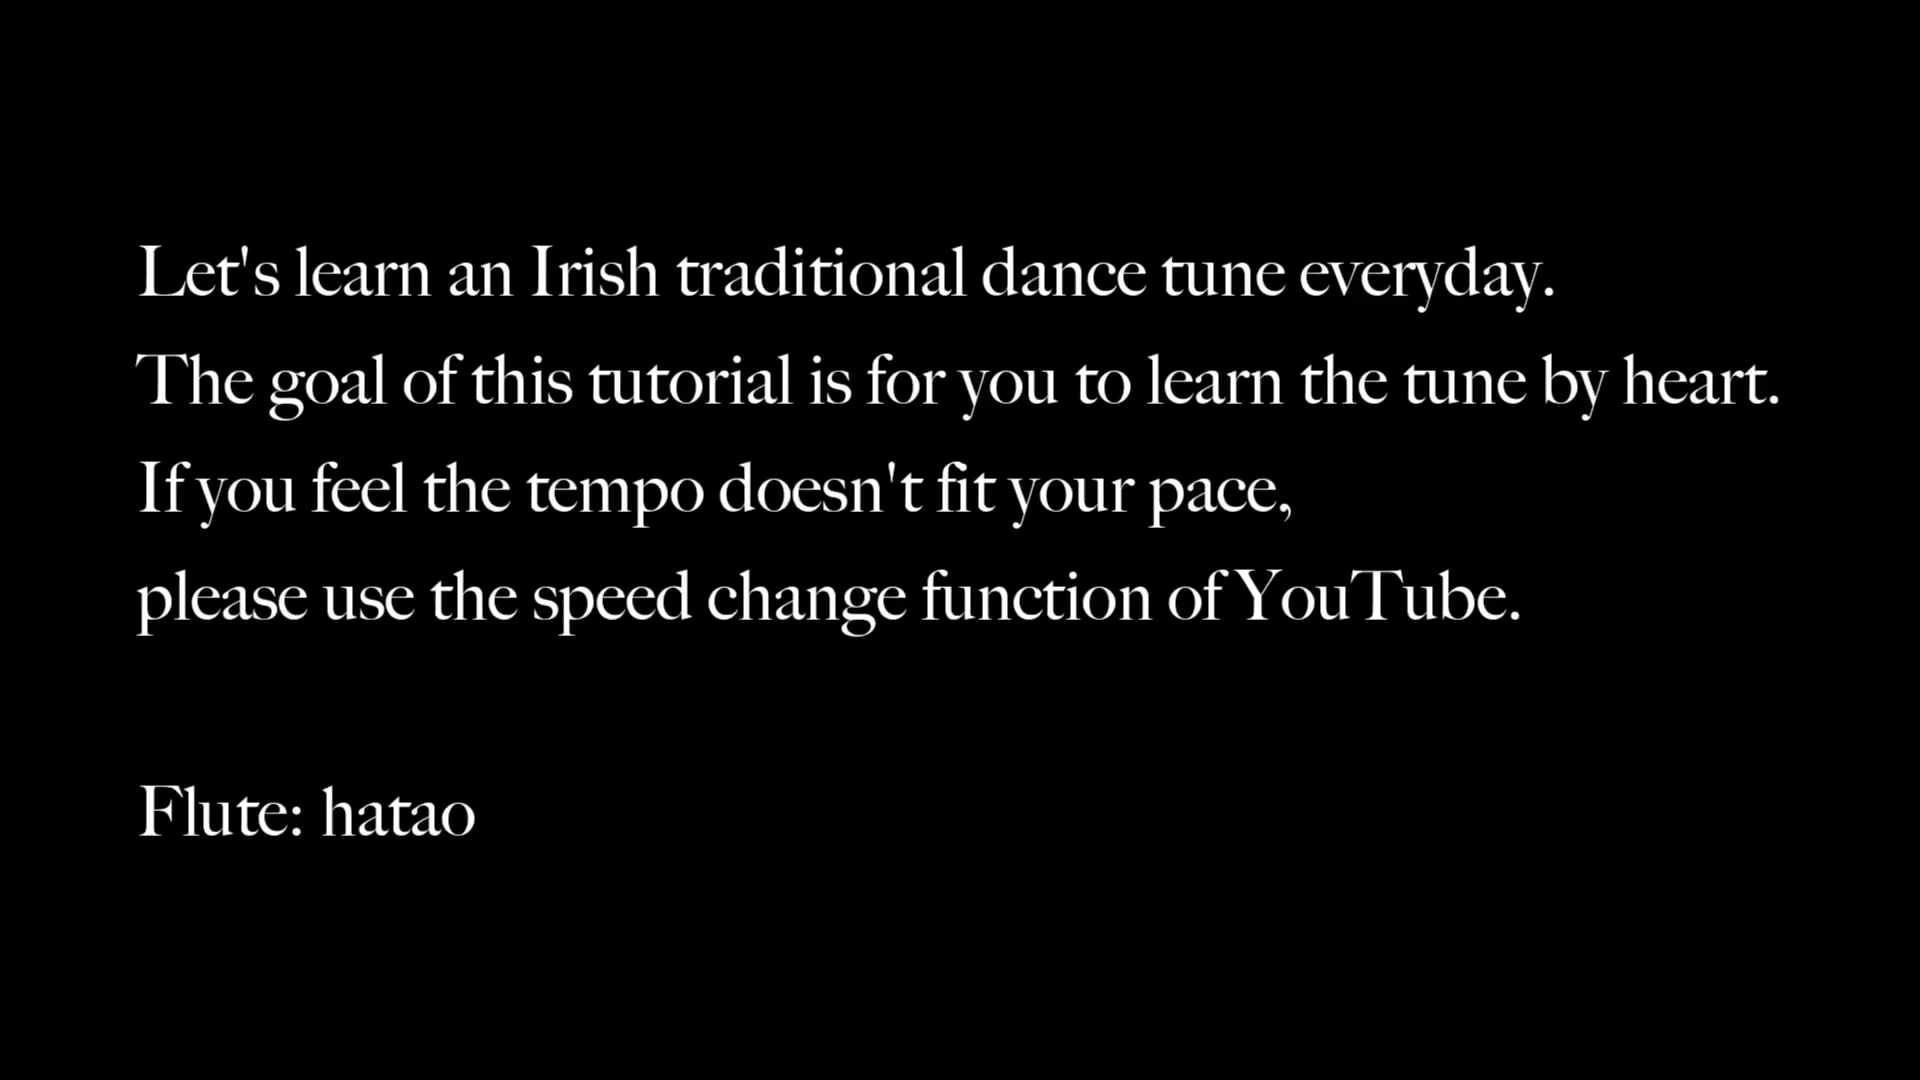 Let's learn an Irish traditional dance tune everyday.
The goal of this tutorial is for you to learn the tune by heart.
If you feel the tempo doesn't fit your pace,
please use the speed change function of YouTube.
Flute: hatao